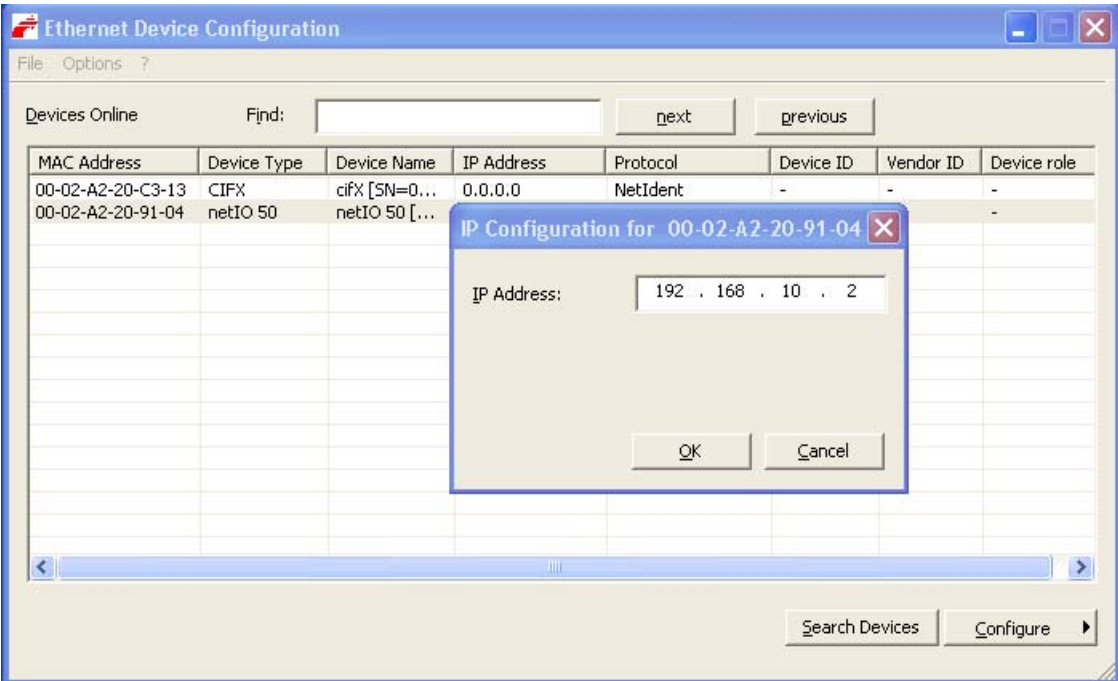 Ethernet Device Configuration
File Options ?
Devices Online Find: next previous
MAC Address Device Type Device Name IP Address Protocol Device ID Vendor ID Device role
00-02-A2-20-C3-13 CIFX cifX [SN=0... 0.0.0.0 NetIdent - - -
00-02-A2-20-91-04 netIO 50 netIO 50 [... -
IP Configuration for 00-02-A2-20-91-04
IP Address: 192 . 168 . 10 . 2
OK Cancel
Search Devices Configure